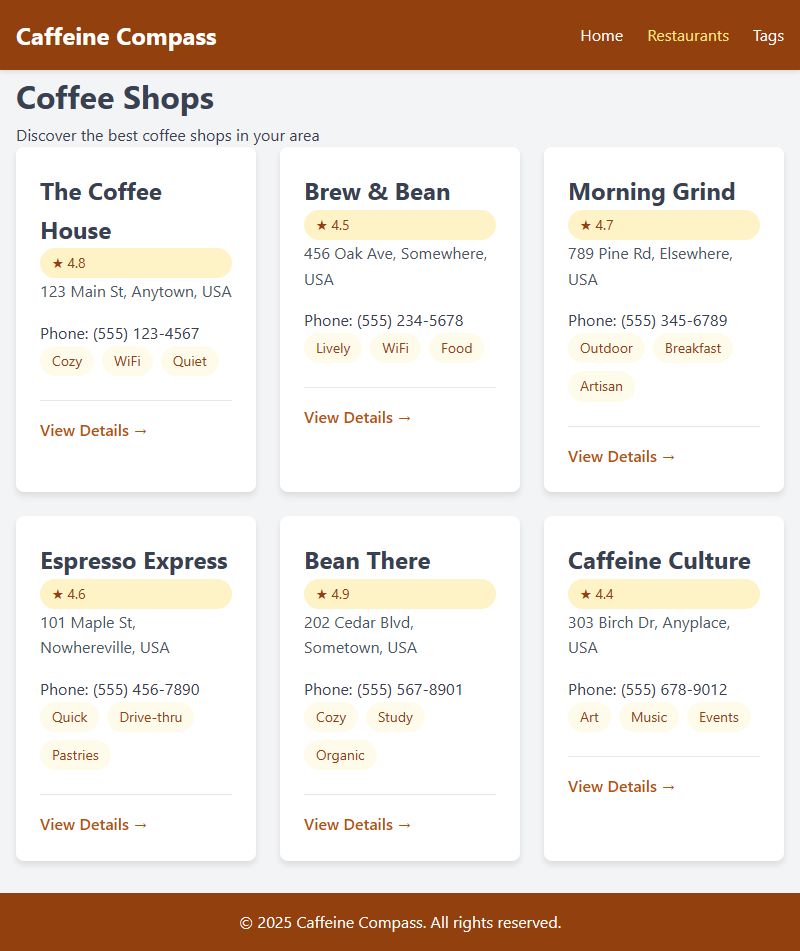 Caffeine Compass
Home Restaurants Tags
Coffee Shops
Discover the best coffee shops in your area
The Coffee
House
★ 4.8
123 Main St, Anytown, USA
Phone: (555) 123-4567
Cozy WiFi Quiet
View Details →
Brew & Bean
★ 4.5
456 Oak Ave, Somewhere,
USA
Phone: (555) 234-5678
Lively WiFi Food
View Details →
Morning Grind
★ 4.7
789 Pine Rd, Elsewhere,
USA
Phone: (555) 345-6789
Outdoor Breakfast
Artisan
View Details →
Espresso Express
★ 4.6
101 Maple St,
Nowhereville, USA
Phone: (555) 456-7890
Quick Drive-thru
Pastries
View Details →
Bean There
★ 4.9
202 Cedar Blvd,
Sometown, USA
Phone: (555) 567-8901
Cozy Study
Organic
View Details →
Caffeine Culture
★ 4.4
303 Birch Dr, Anyplace,
USA
Phone: (555) 678-9012
Art Music Events
View Details →
© 2025 Caffeine Compass. All rights reserved.